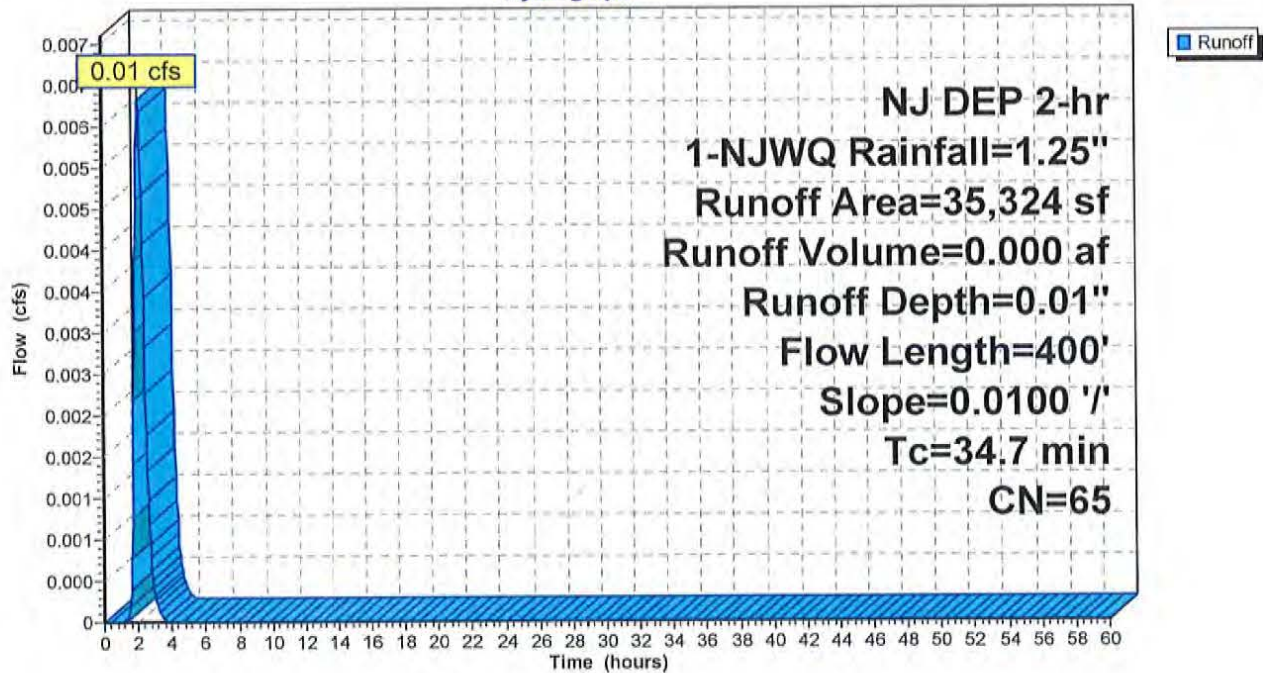 0.01 cfs
Runoff
NJ DEP 2-hr
1-NJWQ Rainfall=1.25"
Runoff Area=35,324 sf
Runoff Volume=0.000 af
Runoff Depth=0.01"
Flow Length=400'
Slope=0.0100 '/'
Tc=34.7 min
CN=65
Flow (cfs)
0.007
0.006
0.005
0.005
0.004
0.004
0.003
0.003
0.002
0.002
0.001
0.001
0.000
0
0 2 4 6 8 10 12 14 16 18 20 22 24 26 28 30 32 34 36 38 40 42 44 46 48 50 52 54 56 58 60
Time (hours)